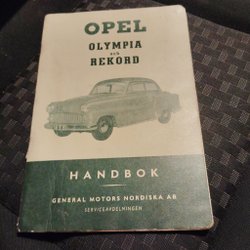 OPEL
OLYMPIA
och
REKORD
HANDBOK
GENERAL MOTORS NORDISKA AB
SERVICEAVDELNINGEN